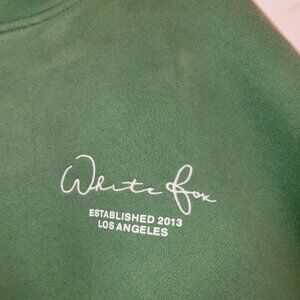 White Fox
ESTABLISHED 2013
LOS ANGELES